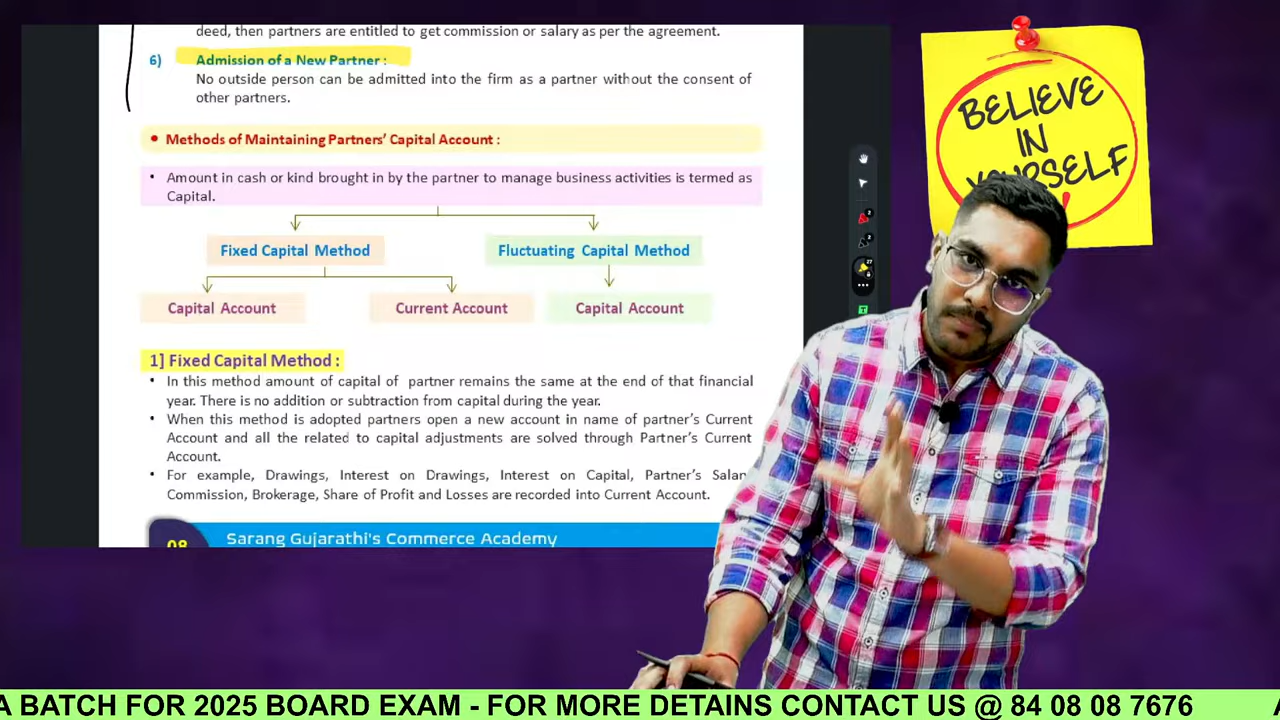 deed, then partners are entitled to get commission or salary as per the agreement.
6) Admission of a New Partner :
No outside person can be admitted into the firm as a partner without the consent of
other partners.
• Methods of Maintaining Partners' Capital Account :
• Amount in cash or kind brought in by the partner to manage business activities is termed as
Capital.
Fixed Capital Method
Fluctuating Capital Method
Capital Account
Current Account
Capital Account
1] Fixed Capital Method :
• In this method amount of capital of partner remains the same at the end of that financial
year. There is no addition or subtraction from capital during the year.
• When this method is adopted partners open a new account in name of partner's Current
Account and all the related to capital adjustments are solved through Partner's Current
Account.
• For example, Drawings, Interest on Drawings, Interest on Capital, Partner's
Commission, Brokerage, Share of Profit and Losses are recorded into Current Account.
08
Sarang Gujarathi's Commerce Academy
BELIEVE
IN
YOURSELF
A BATCH FOR 2025 BOARD EXAM - FOR MORE DETAINS CONTACT US @ 84 08 08 7676